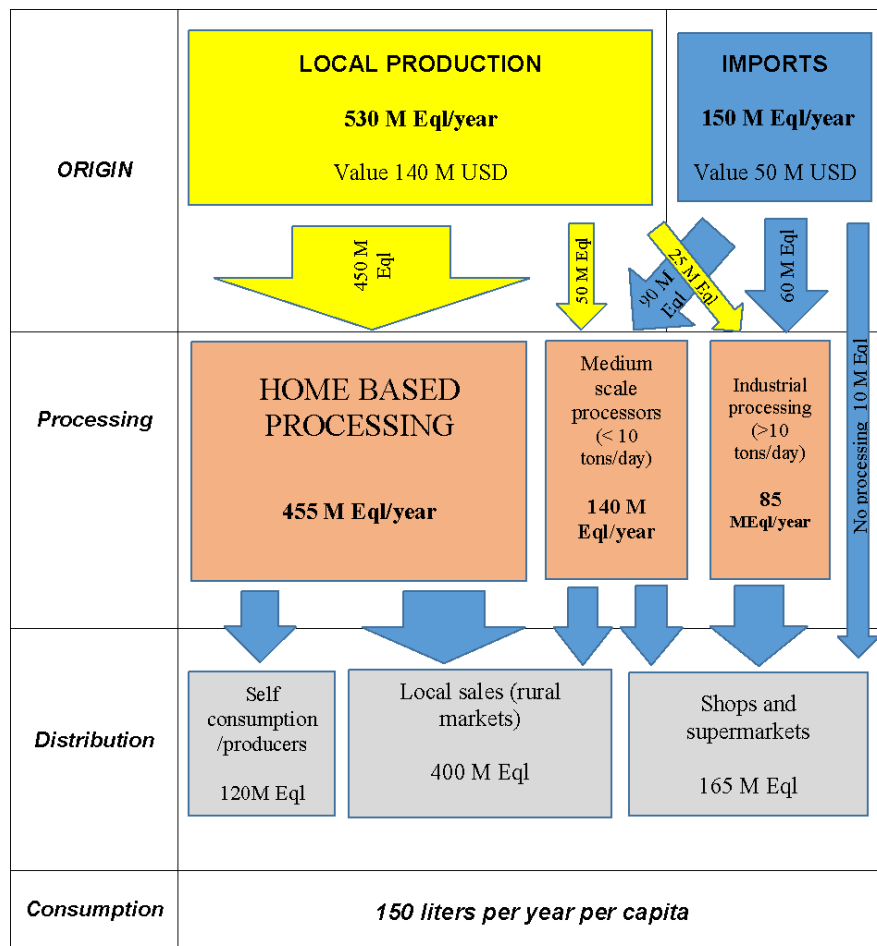 ORIGIN
LOCAL PRODUCTION
530 M Eql/year
Value 140 M USD
IMPORTS
150 M Eql/year
Value 50 M USD
450 M
Eql
50 M Eql
90 M
Eql
25 M Eql
60 M Eql
No processing 10 M Eql
Processing
HOME BASED
PROCESSING
455 M Eql/year
Medium
scale
processors
(< 10
tons/day)
140 M
Eql/year
Industrial
processing
(>10
tons/day)
85
MEql/year
Distribution
Self
consumption
/producers
120M Eql
Local sales (rural
markets)
400 M Eql
Shops and
supermarkets
165 M Eql
Consumption
150 liters per year per capita